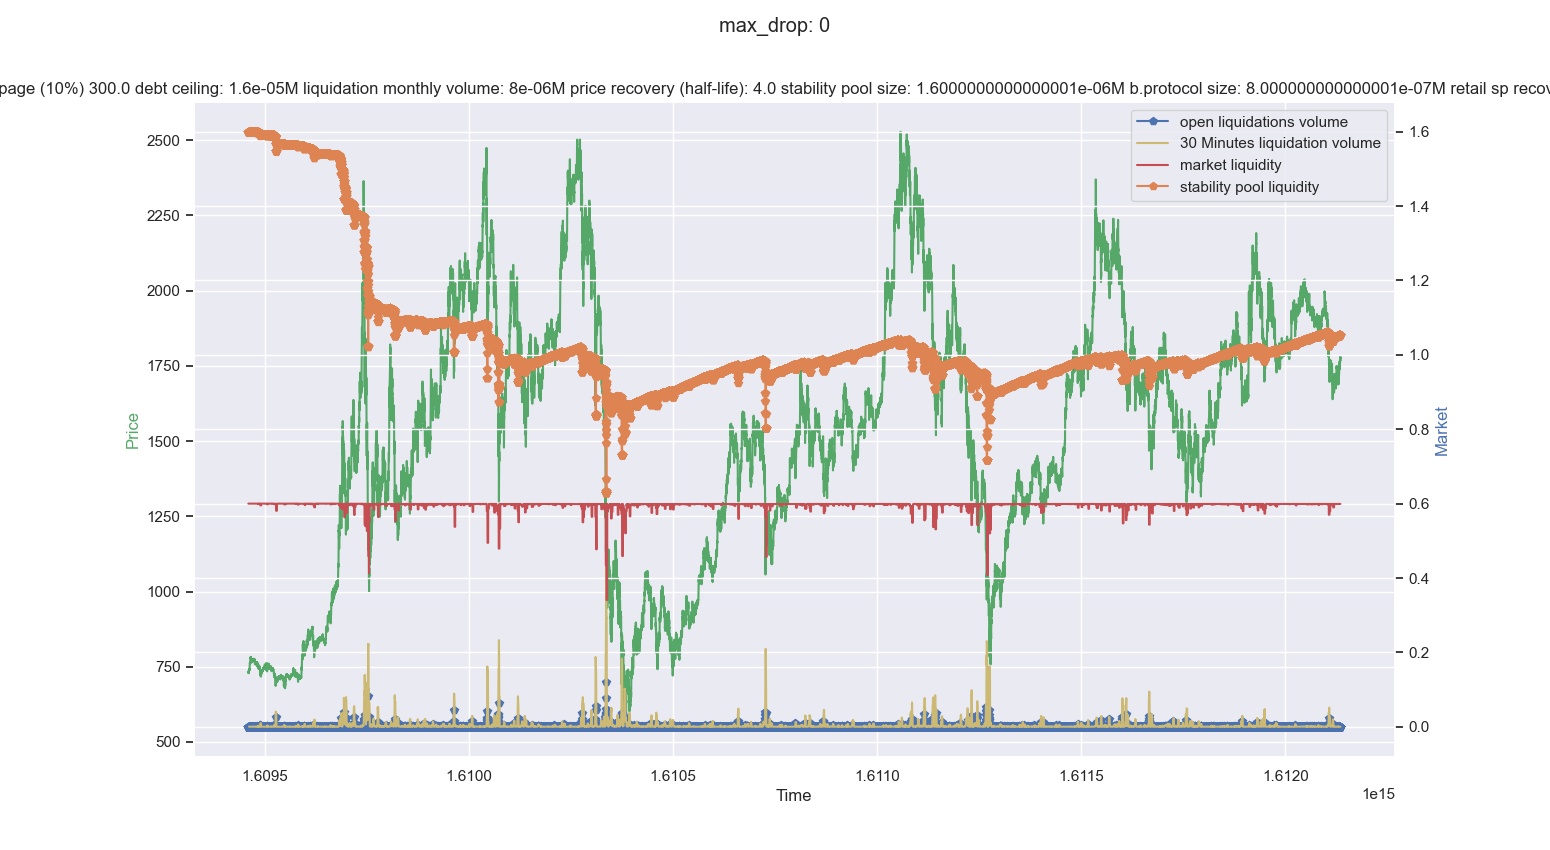 max_drop: 0
page (10%) 300.0 debt ceiling: 1.6e-05M liquidation monthly volume: 8e-06M price recovery (half-life): 4.0 stability pool size: 1.6000000000000001e-06M b.protocol size: 8.000000000000001e-07M retail sp recov
open liquidations volume
30 Minutes liquidation volume
market liquidity
stability pool liquidity
2500
2250
2000
1750
1500
1250
1000
750
500
Price
1.6
1.4
1.2
1.0
0.8
0.6
0.4
0.2
0.0
Market
1.6095
1.6100
1.6105
1.6110
1.6115
1.6120
1e15
Time